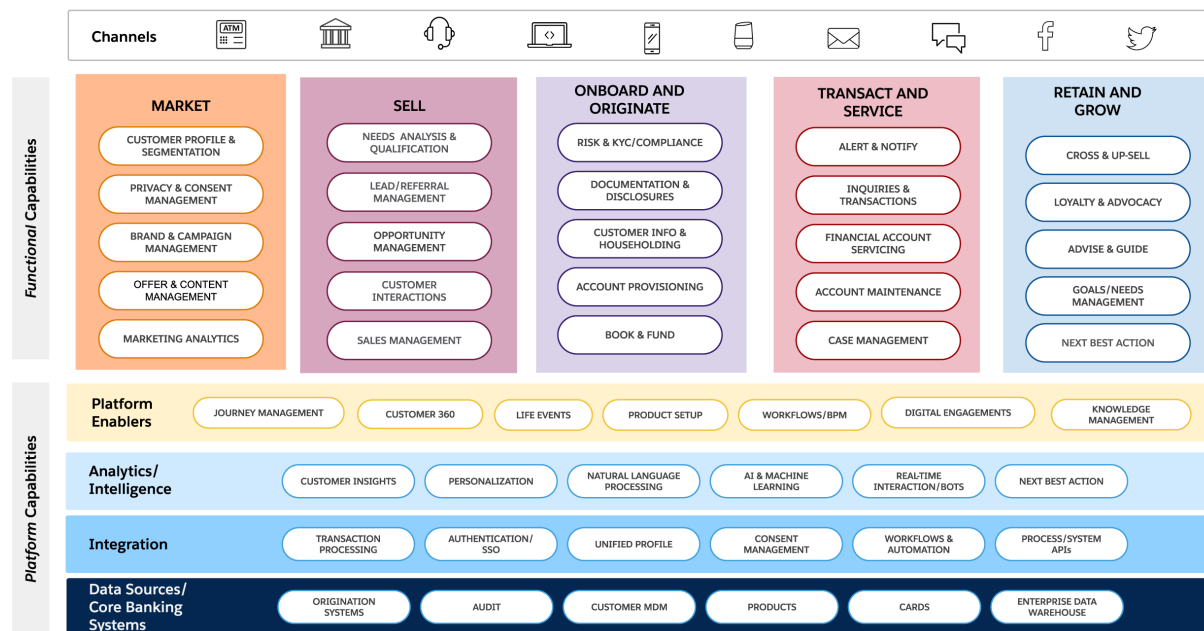 Channels
ATM
Functional Capabilities
MARKET
CUSTOMER PROFILE &
SEGMENTATION
PRIVACY & CONSENT
MANAGEMENT
BRAND & CAMPAIGN
MANAGEMENT
OFFER & CONTENT
MANAGEMENT
MARKETING ANALYTICS
SELL
NEEDS ANALYSIS &
QUALIFICATION
LEAD/REFERRAL
MANAGEMENT
OPPORTUNITY
MANAGEMENT
CUSTOMER
INTERACTIONS
SALES MANAGEMENT
ONBOARD AND
ORIGINATE
RISK & KYC/COMPLIANCE
DOCUMENTATION &
DISCLOSURES
CUSTOMER INFO &
HOUSEHOLDING
ACCOUNT PROVISIONING
BOOK & FUND
TRANSACT AND
SERVICE
ALERT & NOTIFY
INQUIRIES &
TRANSACTIONS
FINANCIAL ACCOUNT
SERVICING
ACCOUNT MAINTENANCE
CASE MANAGEMENT
RETAIN AND
GROW
CROSS & UP-SELL
LOYALTY & ADVOCACY
ADVISE & GUIDE
GOALS/NEEDS
MANAGEMENT
NEXT BEST ACTION
Platform Capabilities
Platform
Enablers
JOURNEY MANAGEMENT
CUSTOMER 360
LIFE EVENTS
PRODUCT SETUP
WORKFLOWS/BPM
DIGITAL ENGAGEMENTS
KNOWLEDGE
MANAGEMENT
Analytics/
Intelligence
CUSTOMER INSIGHTS
PERSONALIZATION
NATURAL LANGUAGE
PROCESSING
AI & MACHINE
LEARNING
REAL-TIME
INTERACTION/BOTS
NEXT BEST ACTION
Integration
TRANSACTION
PROCESSING
AUTHENTICATION/
SSO
UNIFIED PROFILE
CONSENT
MANAGEMENT
WORKFLOWS &
AUTOMATION
PROCESS/SYSTEM
APIs
Data Sources/
Core Banking
Systems
ORIGINATION
SYSTEMS
AUDIT
CUSTOMER MDM
PRODUCTS
CARDS
ENTERPRISE DATA
WAREHOUSE